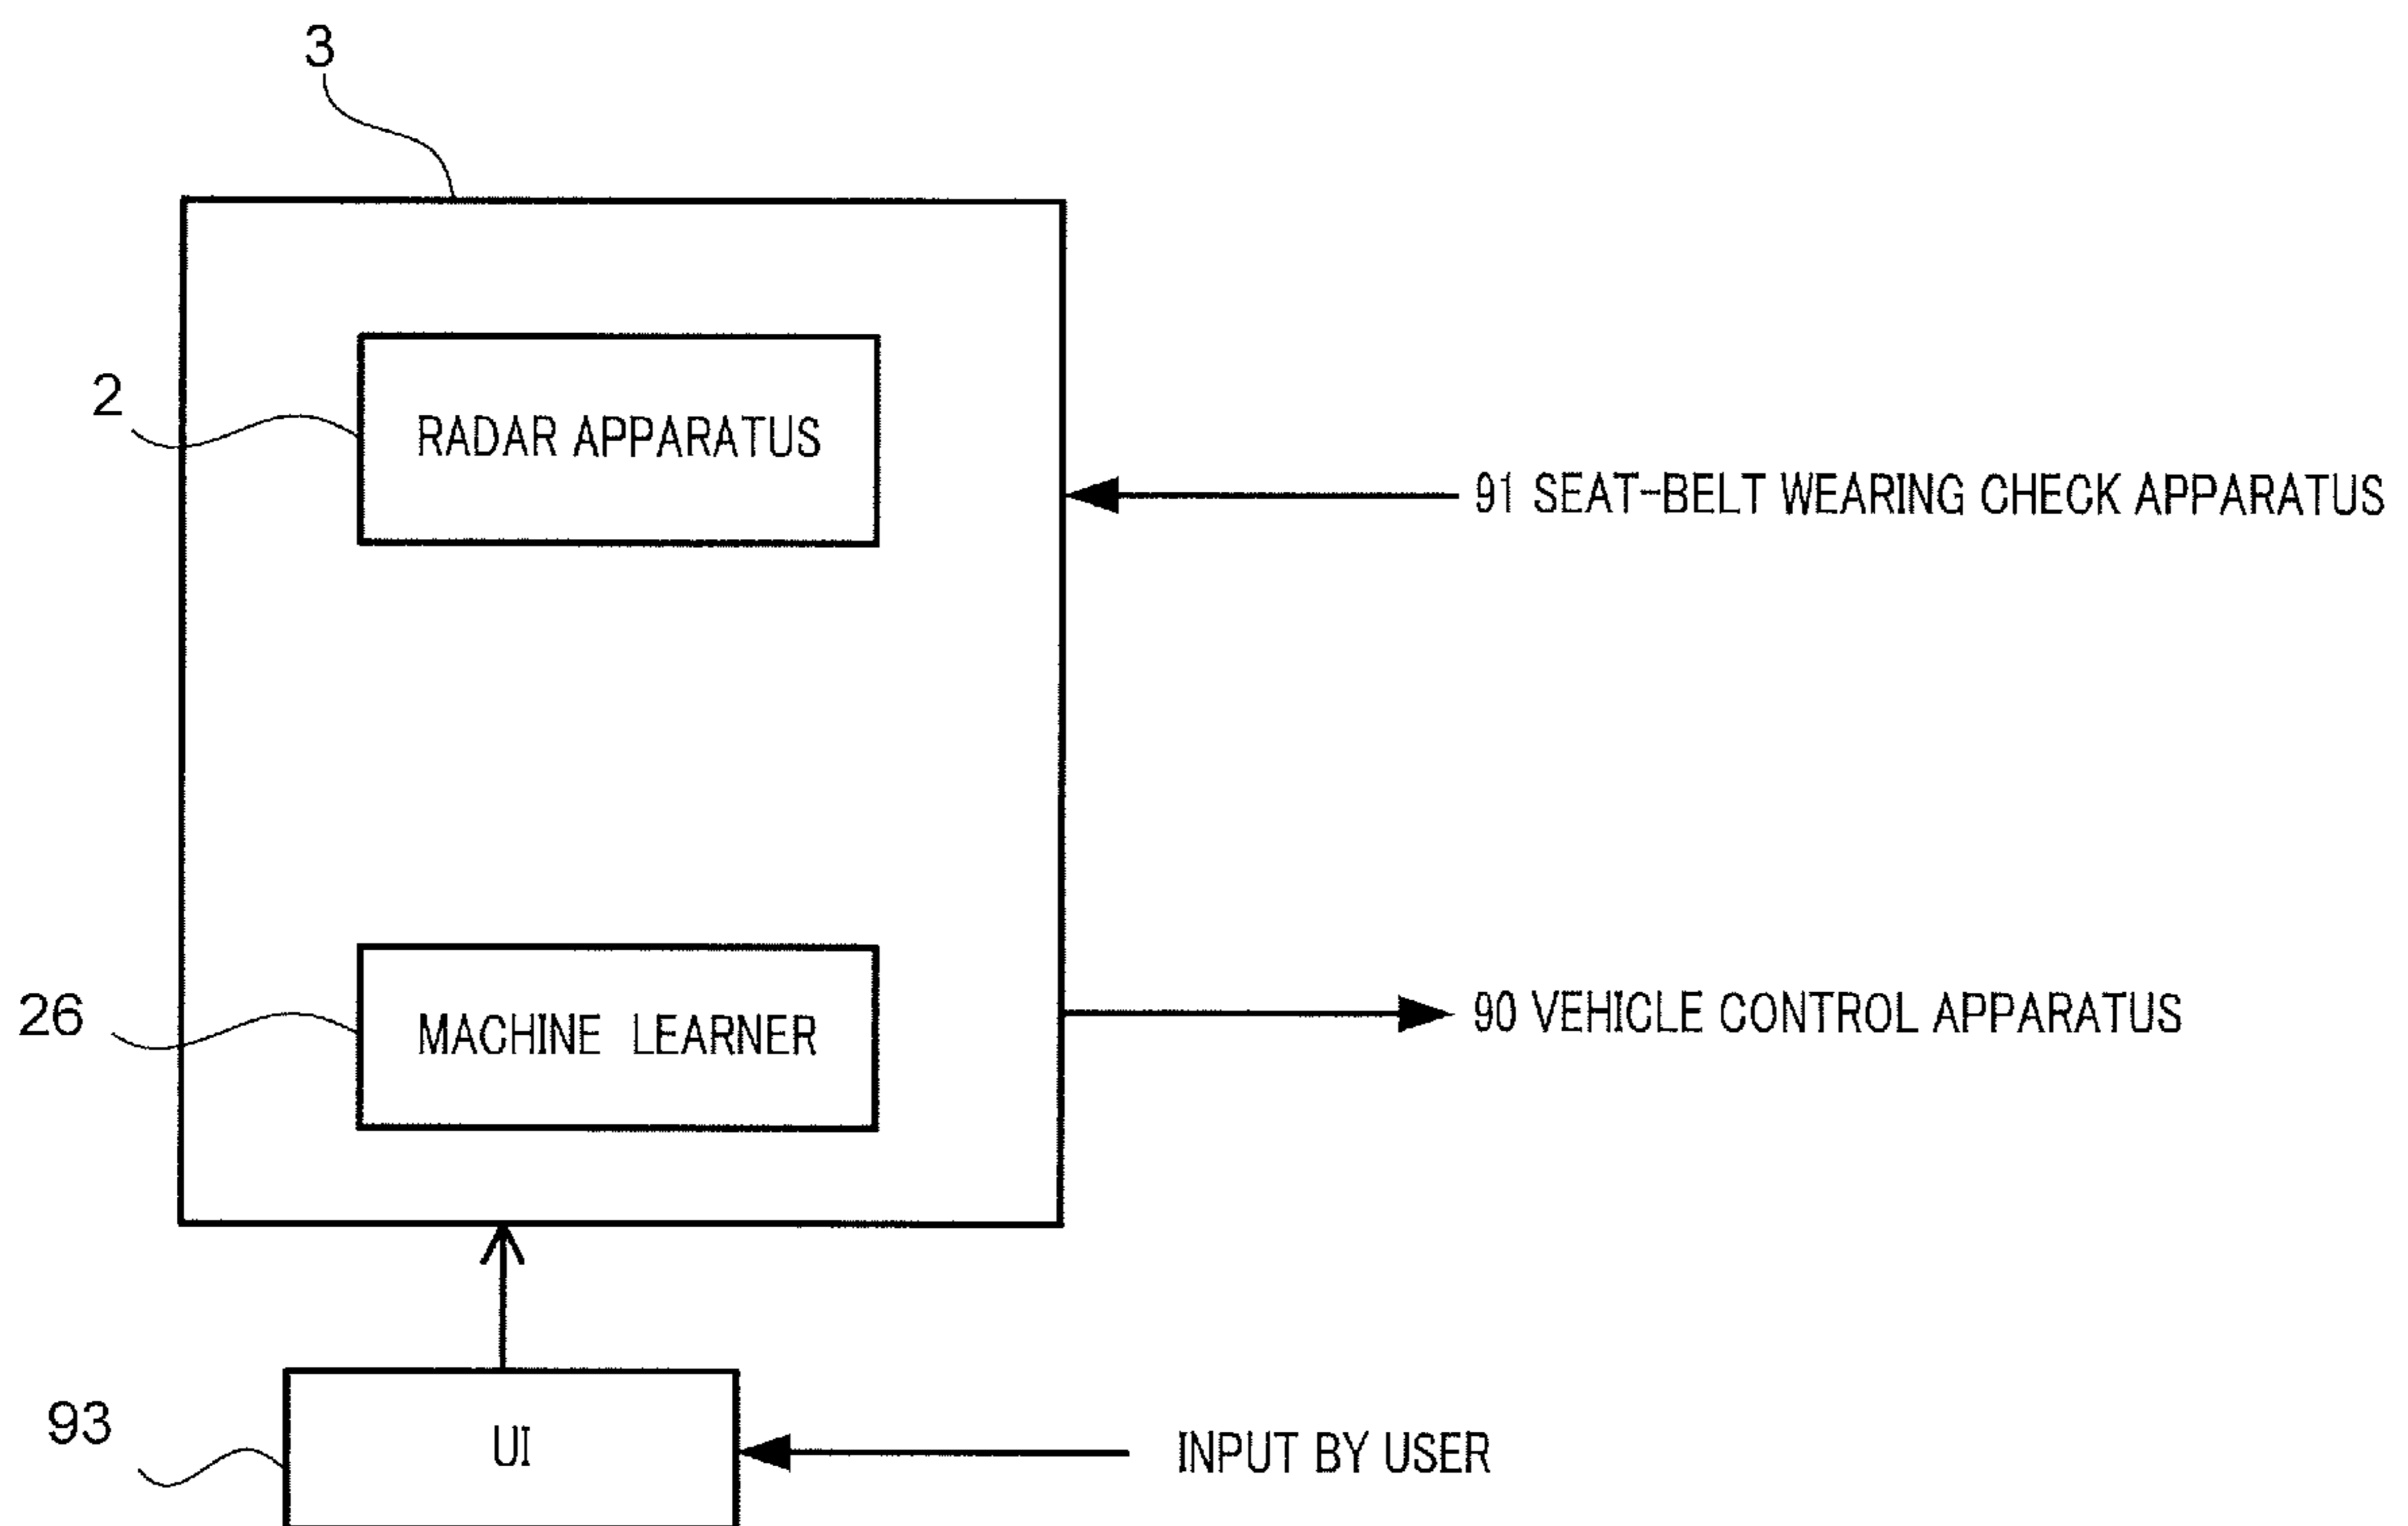 3
2
RADAR APPARATUS
91 SEAT-BELT WEARING CHECK APPARATUS
26
MACHINE LEARNER
90 VEHICLE CONTROL APPARATUS
93
UI
INPUT BY USER